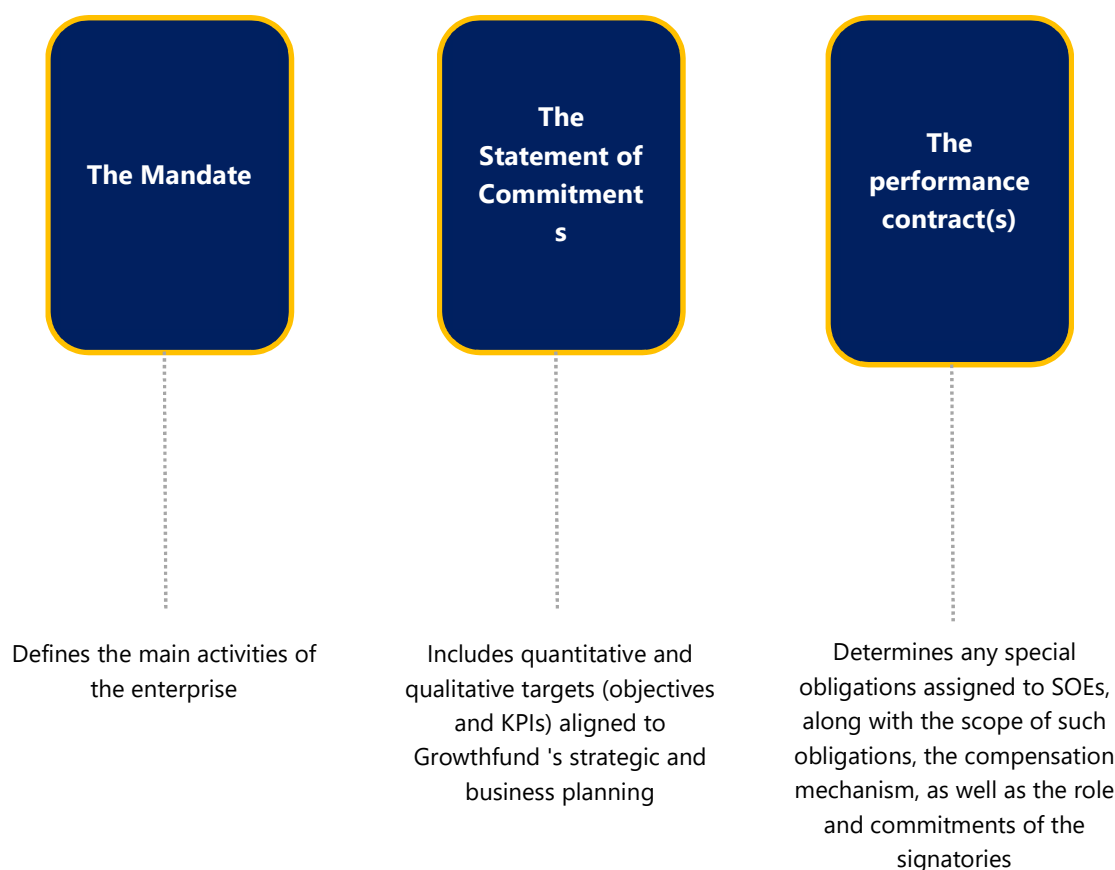 The Mandate
The
Statement of
Commitment
s
The
performance
contract(s)
Defines the main activities of
the enterprise
Includes quantitative and
qualitative targets (objectives
and KPIs) aligned to
Growthfund 's strategic and
business planning
Determines any special
obligations assigned to SOEs,
along with the scope of such
obligations, the compensation
mechanism, as well as the role
and commitments of the
signatories